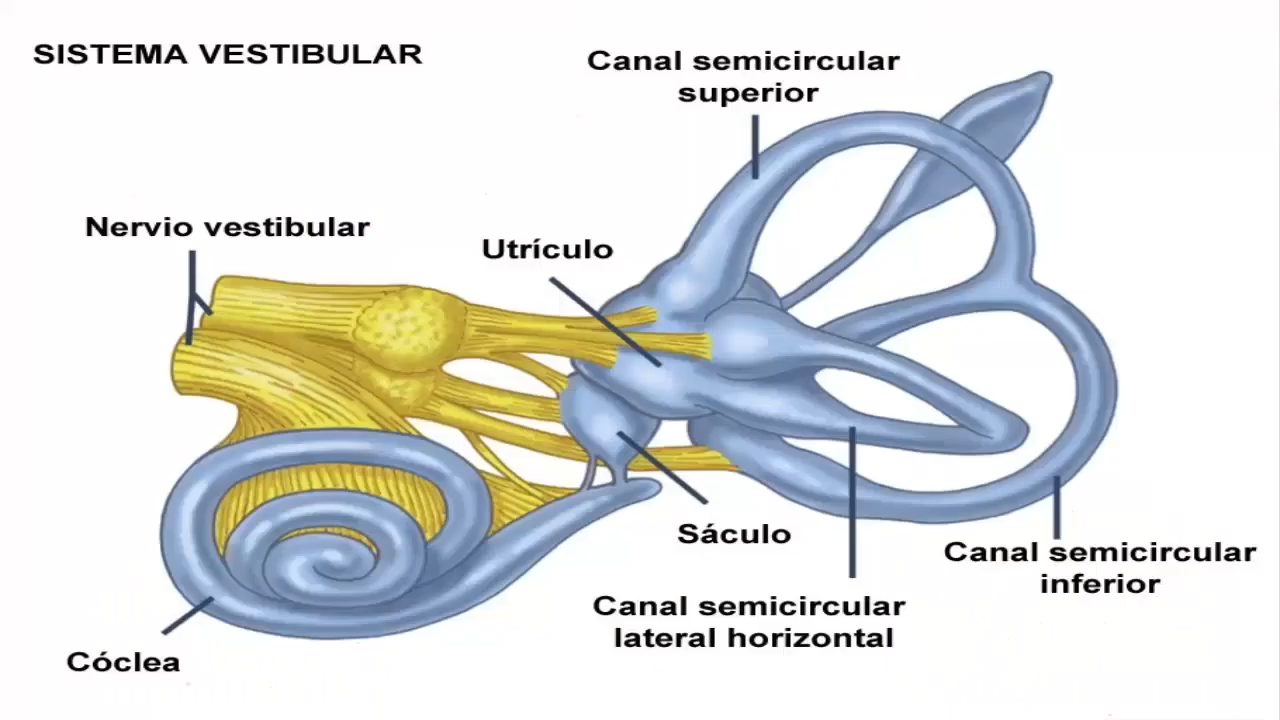 SISTEMA VESTIBULAR
Canal semicircular
superior
Nervio vestibular
Utrículo
Sáculo
Canal semicircular
inferior
Canal semicircular
lateral horizontal
Cóclea